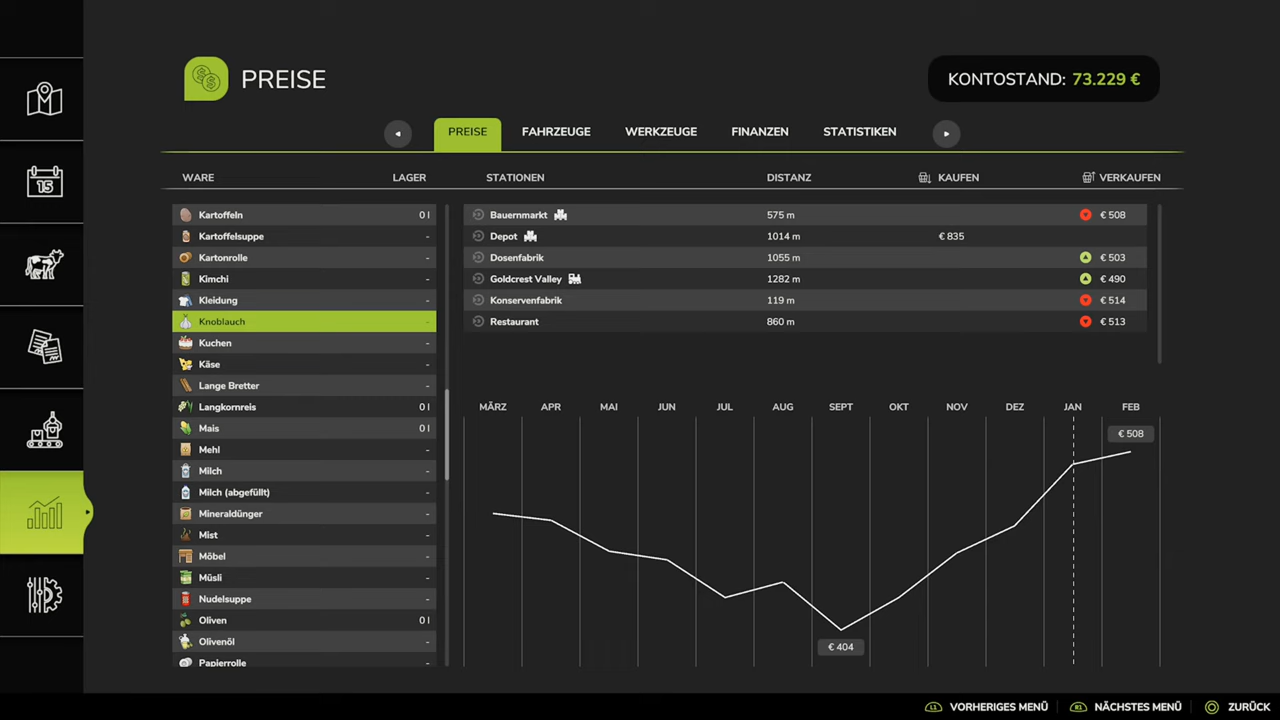 PREISE
KONTOSTAND: 73.229 €
PREISE FAHRZEUGE WERKZEUGE FINANZEN STATISTIKEN
WARE LAGER STATIONEN DISTANZ KAUFEN VERKAUFEN
Kartoffeln 0 l
Kartoffelsuppe -
Kartonrolle -
Kimchi -
Kleidung -
Knoblauch -
Kuchen -
Käse -
Lange Bretter -
Langkornreis 0 l
Mais 0 l
Mehl -
Milch -
Milch (abgefüllt) -
Mineraldünger -
Mist -
Möbel -
Müsli -
Nudelsuppe -
Oliven 0 l
Olivenöl -
Papierrolle -
Bauernmarkt 575 m € 508
Depot 1014 m € 835
Dosenfabrik 1055 m € 503
Goldcrest Valley 1282 m € 490
Konservenfabrik 119 m € 514
Restaurant 860 m € 513
MÄRZ APR MAI JUN JUL AUG SEPT OKT NOV DEZ JAN FEB
€ 508
€ 404
15
L1 VORHERIGES MENÜ R1 NÄCHSTES MENÜ ZURÜCK